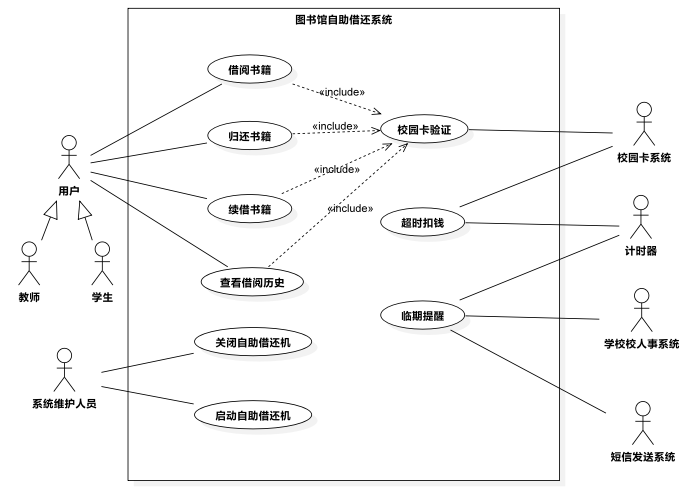 图书馆自助借还系统
借阅书籍
«include»
归还书籍
«include»
校园卡验证
校园卡系统
用户
«include»
续借书籍
«include»
超时扣钱
计时器
教师
学生
查看借阅历史
临期提醒
关闭自助借还机
学校校人事系统
系统维护人员
启动自助借还机
短信发送系统